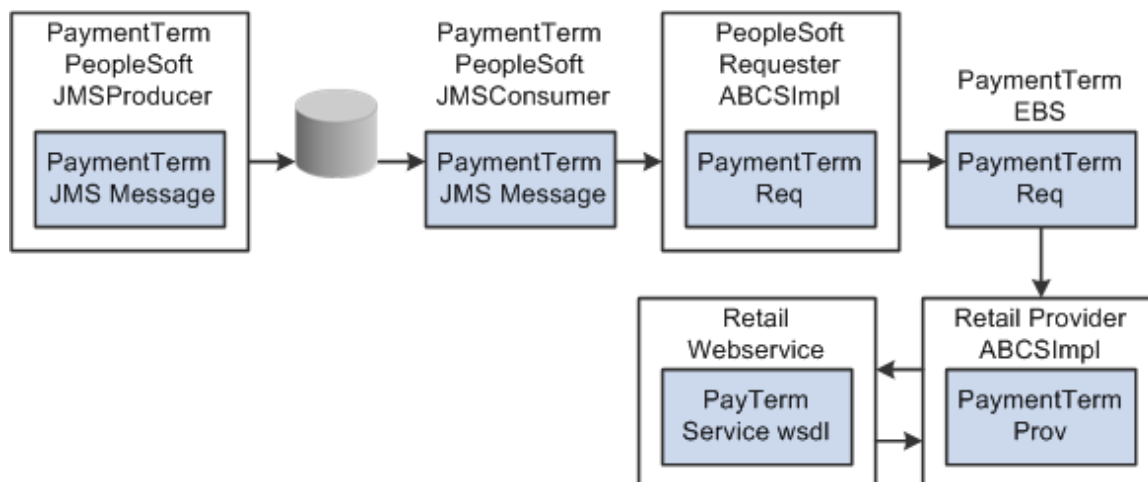 PaymentTerm
PeopleSoft
JMSProducer
PaymentTerm
JMS Message
PaymentTerm
PeopleSoft
JMSConsumer
PaymentTerm
JMS Message
PeopleSoft
Requester
ABCSImpl
PaymentTerm
Req
PaymentTerm
EBS
PaymentTerm
Req
Retail
Webservice
PayTerm
Service wsdl
Retail Provider
ABCSImpl
PaymentTerm
Prov